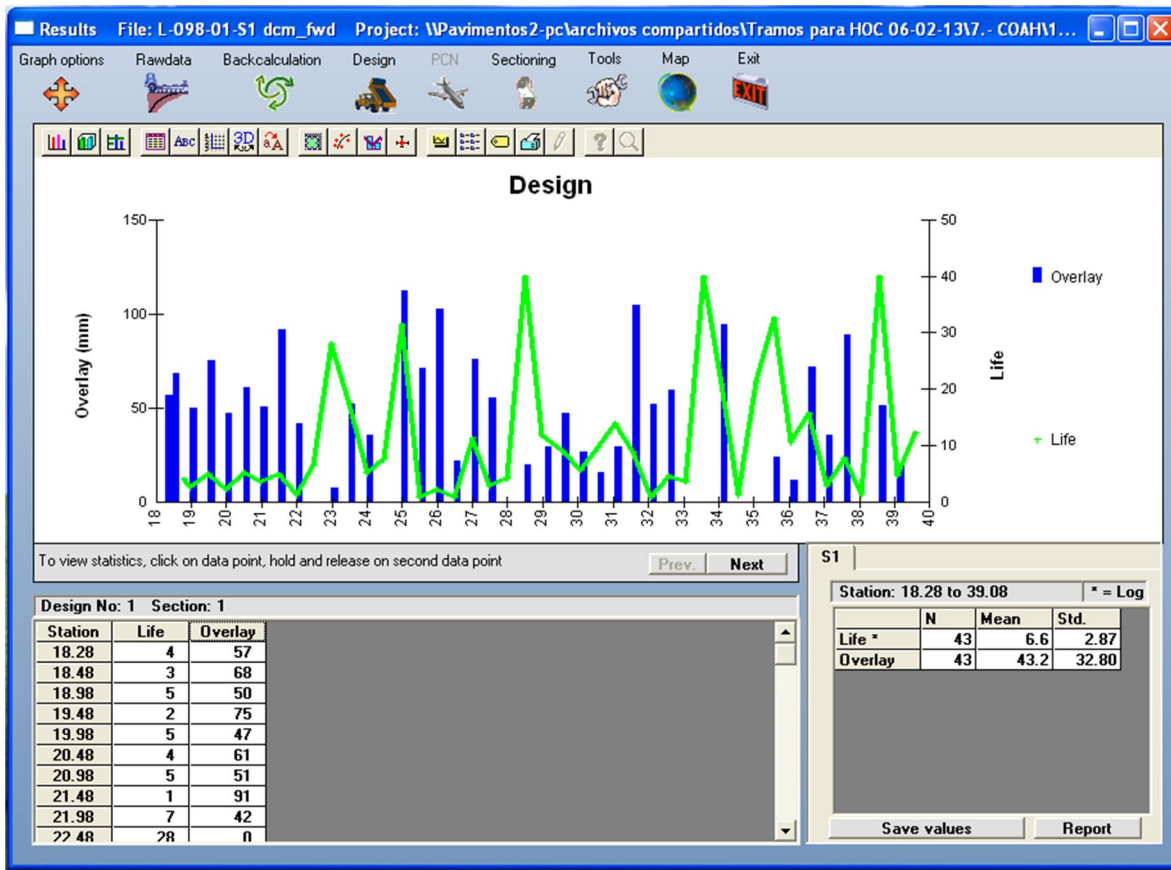 Results File: L-098-01-S1 dcm_fwd Project: \\Pavimentos2-pc\archivos compartidos\Tramos para HOC 06-02-13\7.- COAH\1...
Graph options Rawdata Backcalculation Design PCN Sectioning Tools Map Exit
EXIT
ABC 3D aA ?
Design
Overlay (mm)
150
100
50
0
50
40
30
20
10
0
Life
Overlay
Life
18 19 20 21 22 23 24 25 26 27 28 29 30 31 32 33 34 35 36 37 38 39 40
To view statistics, click on data point, hold and release on second data point
Prev. Next
Design No: 1 Section: 1
Station Life Overlay
18.28 4 57
18.48 3 68
18.98 5 50
19.48 2 75
19.98 5 47
20.48 4 61
20.98 5 51
21.48 1 91
21.98 7 42
22.48 28 0
S1
Station: 18.28 to 39.08 * = Log
N Mean Std.
Life * 43 6.6 2.87
Overlay 43 43.2 32.80
Save values Report